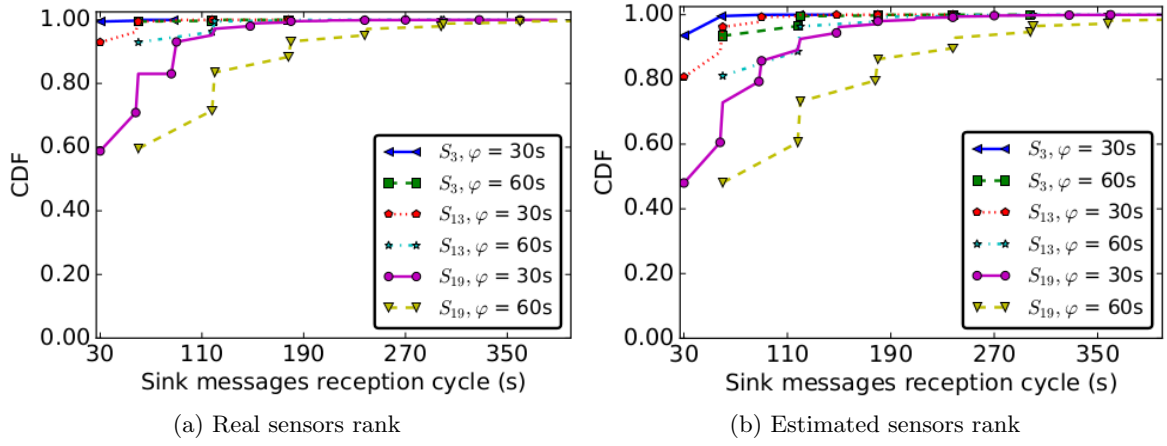 1.00
0.80
0.60
0.40
0.20
0.00
CDF
30 110 190 270 350
Sink messages reception cycle (s)
S₃, φ = 30s
S₃, φ = 60s
S₁₃, φ = 30s
S₁₃, φ = 60s
S₁₉, φ = 30s
S₁₉, φ = 60s
(a) Real sensors rank
1.00
0.80
0.60
0.40
0.20
0.00
CDF
30 110 190 270 350
Sink messages reception cycle (s)
S₃, φ = 30s
S₃, φ = 60s
S₁₃, φ = 30s
S₁₃, φ = 60s
S₁₉, φ = 30s
S₁₉, φ = 60s
(b) Estimated sensors rank